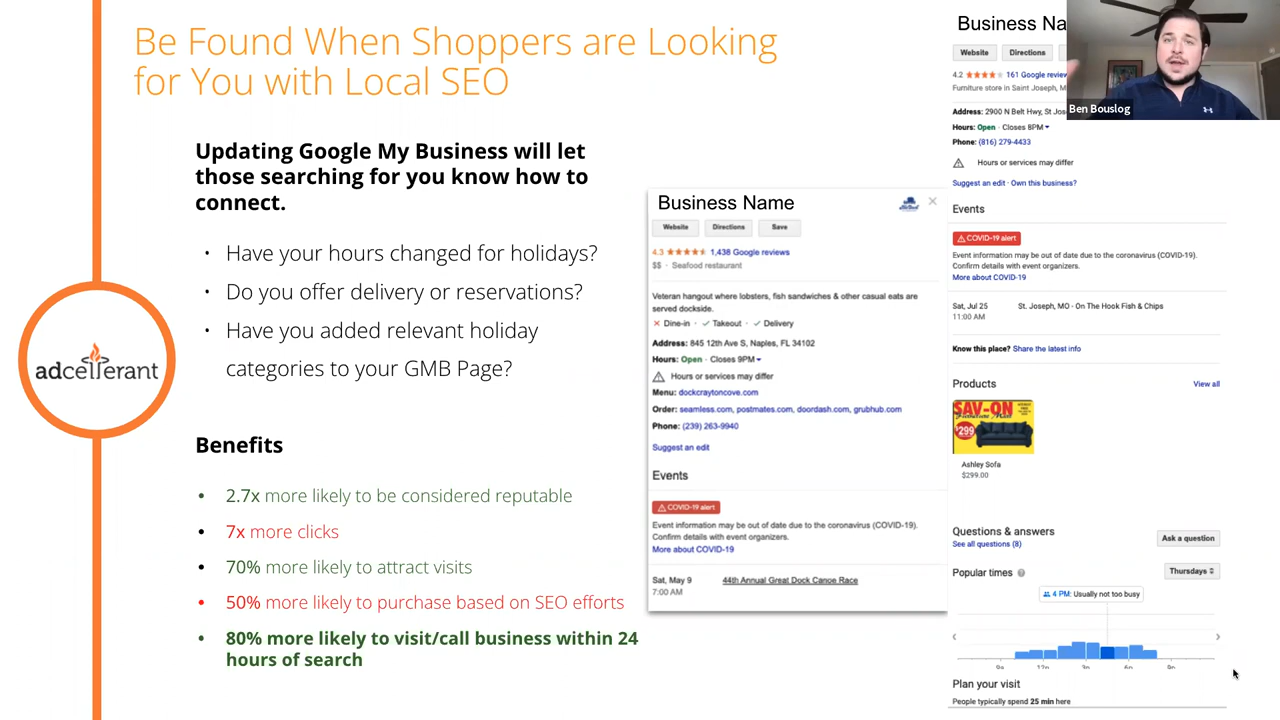 Be Found When Shoppers are Looking
for You with Local SEO
Updating Google My Business will let
those searching for you know how to
connect.
• Have your hours changed for holidays?
• Do you offer delivery or reservations?
• Have you added relevant holiday
categories to your GMB Page?
adcellerant
Benefits
• 2.7x more likely to be considered reputable
• 7x more clicks
• 70% more likely to attract visits
• 50% more likely to purchase based on SEO efforts
• 80% more likely to visit/call business within 24
hours of search
Business Name
Website Directions Save
4.3 1,438 Google reviews
$$ · Seafood restaurant
Veteran hangout where lobsters, fish sandwiches & other casual eats are
served dockside.
✕ Dine-in · ✓ Takeout · ✓ Delivery
Address: 845 12th Ave S, Naples, FL 34102
Hours: Open · Closes 9PM
Hours or services may differ
Menu: dockcraytoncove.com
Order: seamless.com, postmates.com, doordash.com, grubhub.com
Phone: (239) 263-9940
Suggest an edit
Events
COVID-19 alert
Event information may be out of date due to the coronavirus (COVID-19).
Confirm details with event organizers.
More about COVID-19
Sat, May 9 44th Annual Great Dock Canoe Race
7:00 AM
Business Na
Website Directions
4.2 161 Google review
Furniture store in Saint Joseph, M
Address: 2900 N Belt Hwy, St Jos
Hours: Open · Closes 8PM
Phone: (816) 279-4433
Hours or services may differ
Suggest an edit · Own this business?
Events
COVID-19 alert
Event information may be out of date due to the coronavirus (COVID-19).
Confirm details with event organizers.
More about COVID-19
Sat, Jul 25 St. Joseph, MO - On The Hook Fish & Chips
11:00 AM
Know this place? Share the latest info
Products View all
SAV-ON
$299
Ashley Sofa
$299.00
Questions & answers
See all questions (8)
Ask a question
Popular times Thursdays
4 PM: Usually not too busy
9a 12p 3p 6p 9p
Plan your visit
People typically spend 25 min here
Ben Bouslog